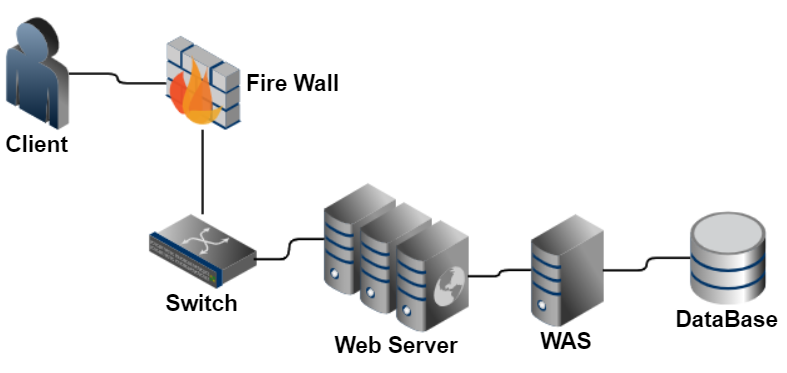 Client
Fire Wall
Switch
Web Server
WAS
DataBase